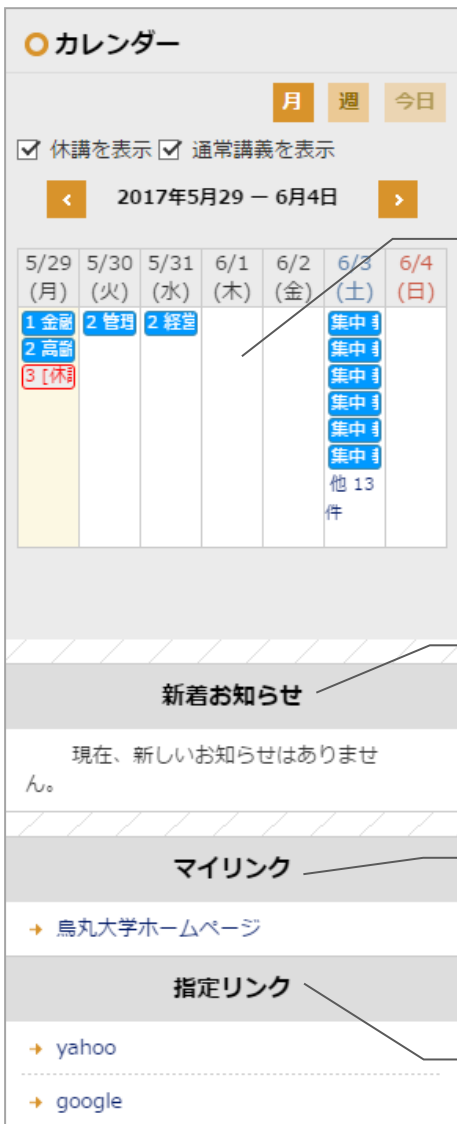 カレンダー
月 週 今日
休講を表示 通常講義を表示
2017年5月29 − 6月4日
5/29 5/30 5/31 6/1 6/2 6/3 6/4
(月) (火) (水) (木) (金) (土) (日)
1 金融 2 管理 2 経営 集中
2 高齢 集中
3 [休講 集中
集中
集中
集中
他 13
件
新着お知らせ
現在、新しいお知らせはありませ
ん。
マイリンク
烏丸大学ホームページ
指定リンク
yahoo
google